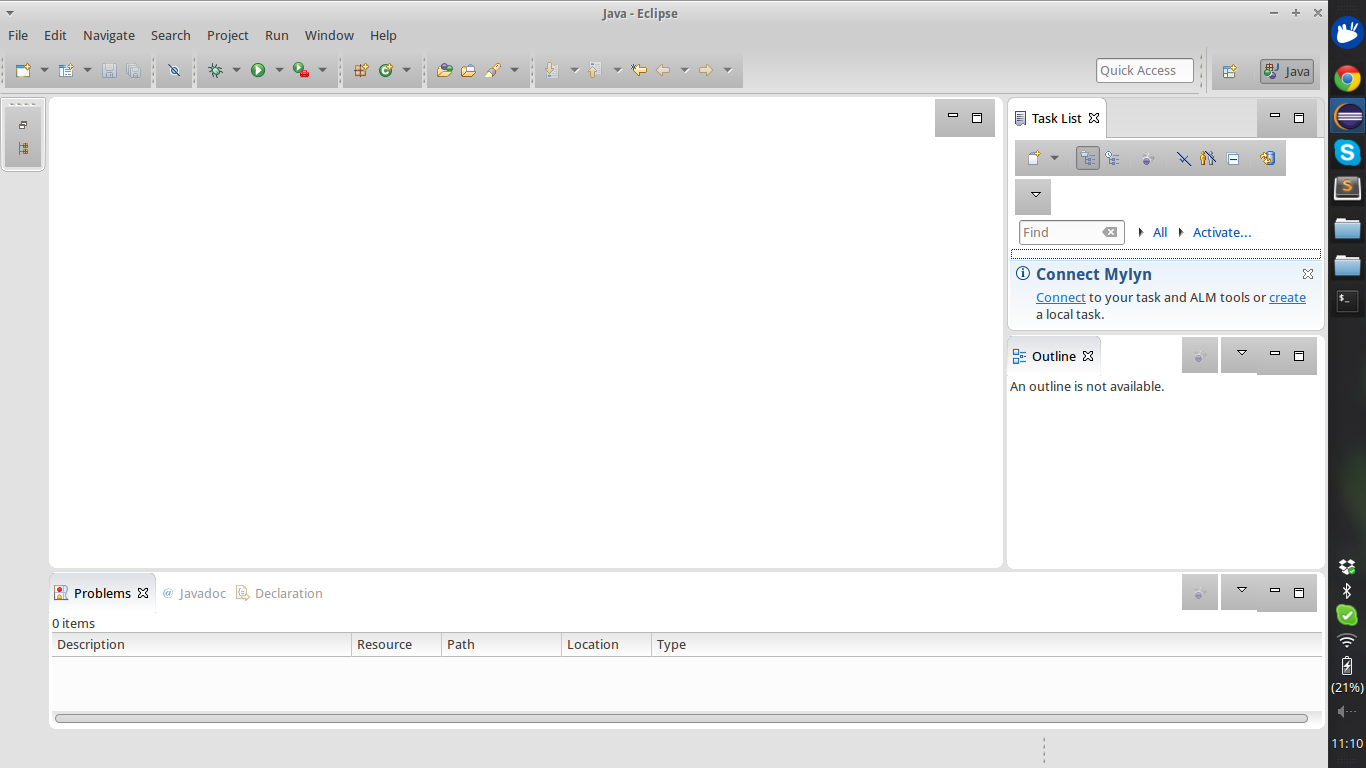 Java - Eclipse
File Edit Navigate Search Project Run Window Help
Quick Access
Java
Task List
Find All Activate...
Connect Mylyn
Connect to your task and ALM tools or create
a local task.
Outline
An outline is not available.
Problems @ Javadoc Declaration
0 items
Description Resource Path Location Type
S
S
$_
(21%)
11:10